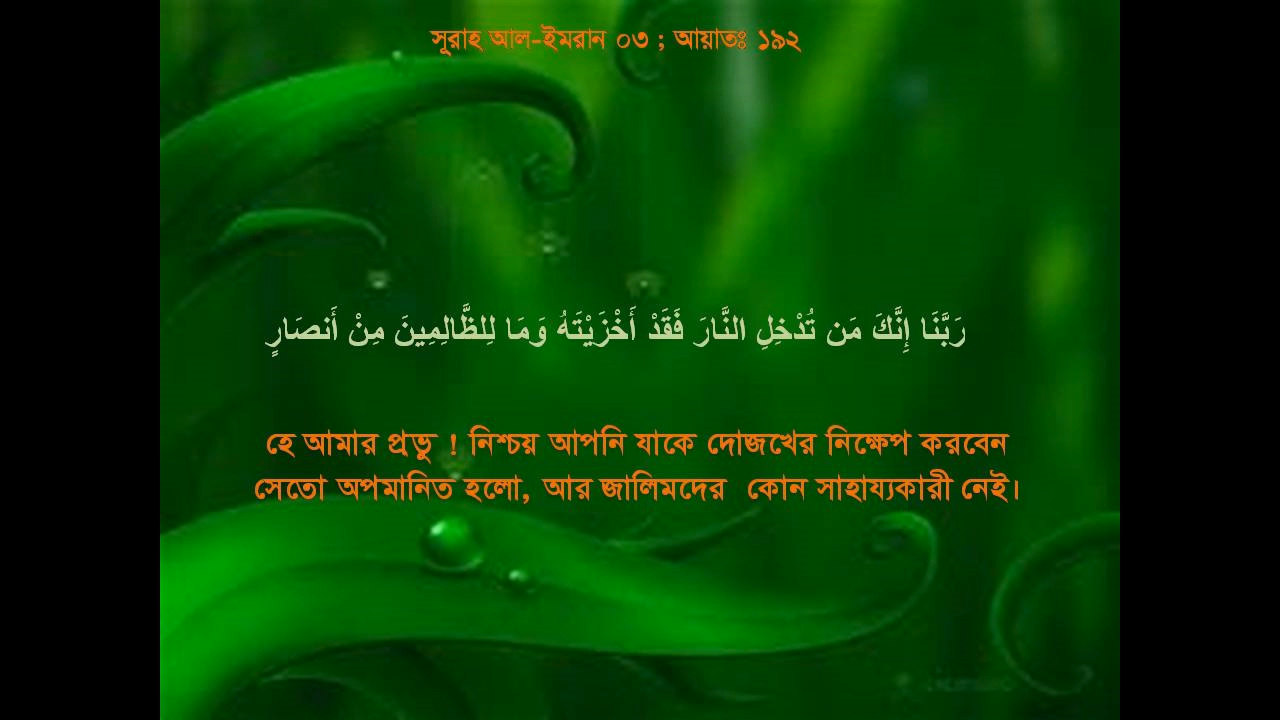 সূরাহ আল-ইমরান ০৩ ; আয়াতঃ ১৯২
رَبَّنَا إِنَّكَ مَن تُدْخِلِ النَّارَ فَقَدْ أَخْزَيْتَهُ وَمَا لِلظَّالِمِينَ مِنْ أَنصَارٍ
হে আমার প্রভু ! নিশ্চয় আপনি যাকে দোজখের নিক্ষেপ করবেন
সেতো অপমানিত হলো, আর জালিমদের কোন সাহায্যকারী নেই।